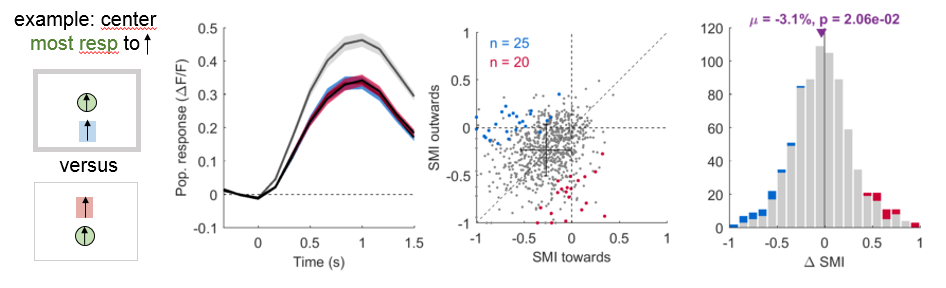 example: center
most resp to ↑
versus
Pop. response (ΔF/F)
0.5
0.4
0.3
0.2
0.1
0
-0.1
0 0.5 1 1.5
Time (s)
SMI outwards
n = 25
n = 20
1
0.5
0
-0.5
-1
-1 -0.5 0 0.5 1
SMI towards
μ = -3.1%, p = 2.06e-02
120
100
80
60
40
20
0
-1 -0.5 0 0.5 1
Δ SMI